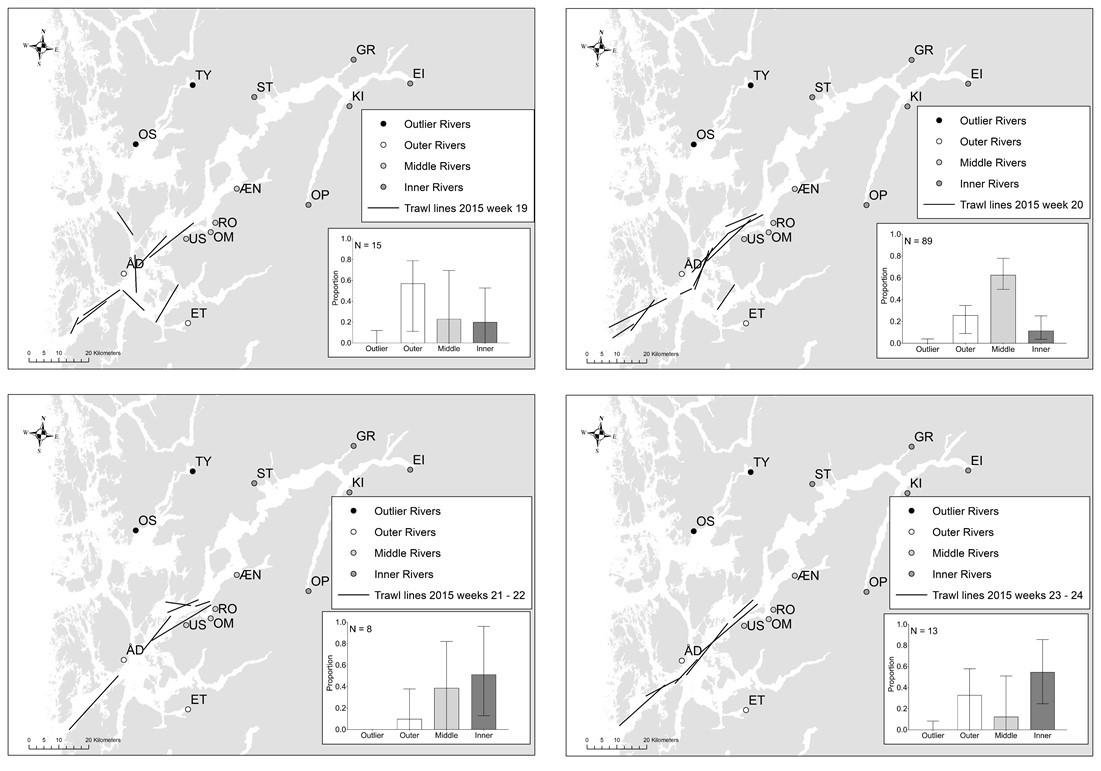 N
W E
S
GR
EI
TY
ST
KI
OS
Outlier Rivers
Outer Rivers
Middle Rivers
Inner Rivers
Trawl lines 2015 week 19
ÆN
OP
RO
US OM
ÅD
ET
N = 15
Proportion
1.0
0.8
0.6
0.4
0.2
0.0
Outlier Outer Middle Inner
0 5 10 20 Kilometers
N
W E
S
GR
EI
TY
ST
KI
OS
Outlier Rivers
Outer Rivers
Middle Rivers
Inner Rivers
Trawl lines 2015 week 20
ÆN
OP
RO
US OM
ÅD
ET
N = 89
Proportion
1.0
0.8
0.6
0.4
0.2
0.0
Outlier Outer Middle Inner
0 5 10 20 Kilometers
N
W E
S
GR
EI
TY
ST
KI
OS
Outlier Rivers
Outer Rivers
Middle Rivers
Inner Rivers
Trawl lines 2015 weeks 21 - 22
ÆN
OP
RO
US OM
ÅD
ET
N = 8
Proportion
1.0
0.8
0.6
0.4
0.2
0.0
Outlier Outer Middle Inner
0 5 10 20 Kilometers
N
W E
S
GR
EI
TY
ST
KI
OS
Outlier Rivers
Outer Rivers
Middle Rivers
Inner Rivers
Trawl lines 2015 weeks 23 - 24
ÆN
OP
RO
US OM
ÅD
ET
N = 13
Proportion
1.0
0.8
0.6
0.4
0.2
0.0
Outlier Outer Middle Inner
0 5 10 20 Kilometers